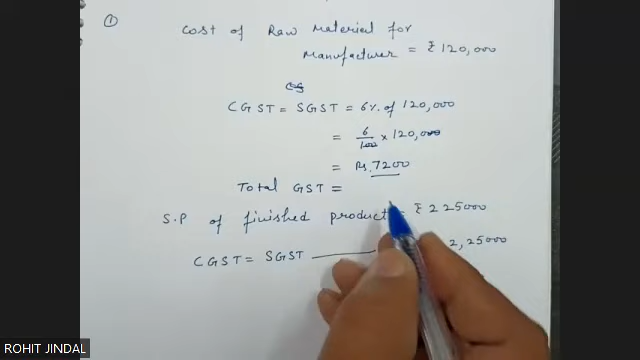 ①
Cost of Raw Material for
Manufacturer = ₹ 120,000
CGST = SGST = 6% of 120,000
= 6/100 × 120,000
= Rs. 7200
Total GST =
S.P of finished product = ₹ 225000
CGST = SGST 2,25000
ROHIT JINDAL